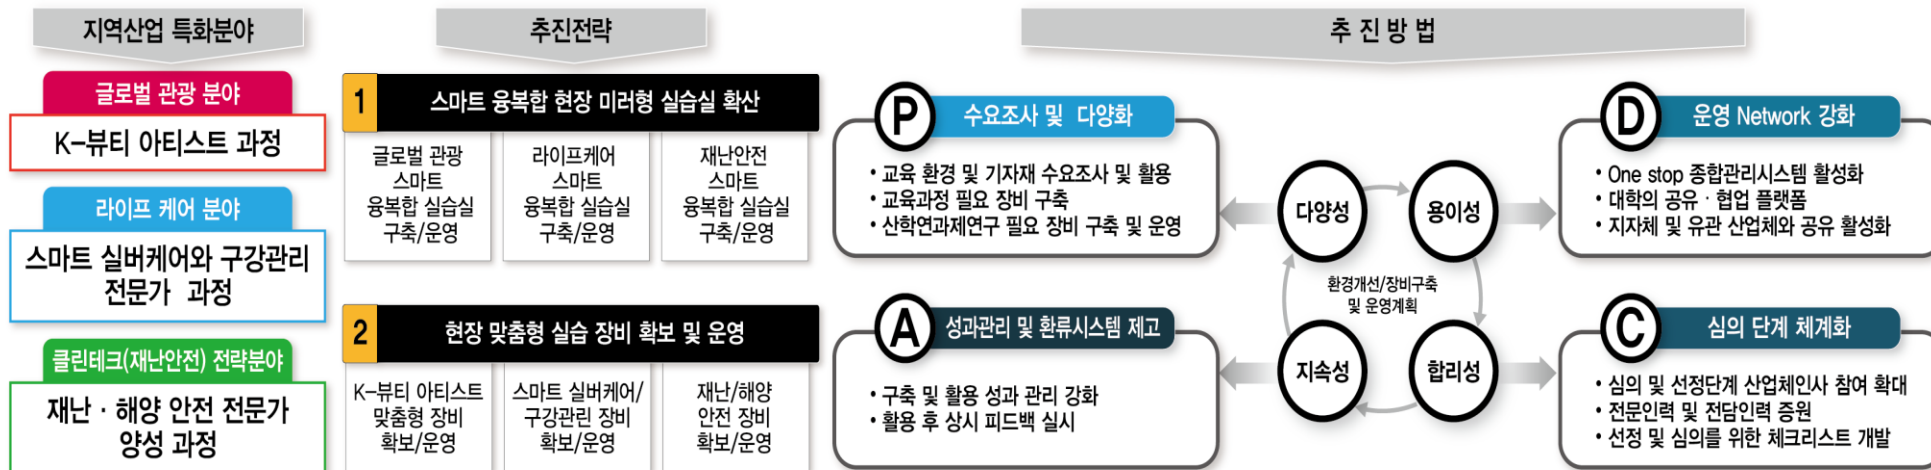 지역산업 특화분야
글로벌 관광 분야
K-뷰티 아티스트 과정
라이프 케어 분야
스마트 실버케어와 구강관리
전문가 과정
클린테크(재난안전) 전략분야
재난 · 해양 안전 전문가
양성 과정
추진전략
1 스마트 융복합 현장 미러형 실습실 확산
글로벌 관광
스마트
융복합 실습실
구축/운영
라이프케어
스마트
융복합 실습실
구축/운영
재난안전
스마트
융복합 실습실
구축/운영
2 현장 맞춤형 실습 장비 확보 및 운영
K-뷰티 아티스트
맞춤형 장비
확보/운영
스마트 실버케어/
구강관린 장비
확보/운영
재난/해양
안전 장비
확보/운영
추 진 방 법
P 수요조사 및 다양화
• 교육 환경 및 기자재 수요조사 및 활용
• 교육과정 필요 장비 구축
• 산학연과제연구 필요 장비 구축 및 운영
A 성과관리 및 환류시스템 제고
• 구축 및 활용 성과 관리 강화
• 활용 후 상시 피드백 실시
다양성
용이성
환경개선/장비구축
및 운영계획
지속성
합리성
D 운영 Network 강화
• One stop 종합관리시스템 활성화
• 대학의 공유 · 협업 플랫폼
• 지자체 및 유관 산업체와 공유 활성화
C 심의 단계 체계화
• 심의 및 선정단계 산업체인사 참여 확대
• 전문인력 및 전담인력 증원
• 선정 및 심의를 위한 체크리스트 개발